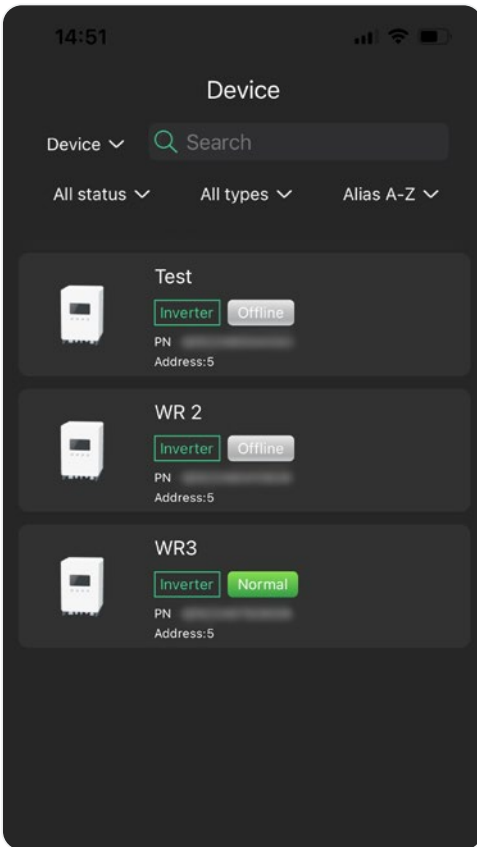 14:51
Device
Device Search
All status All types Alias A-Z
Test
Inverter Offline
PN
Address:5
WR 2
Inverter Offline
PN
Address:5
WR3
Inverter Normal
PN
Address:5